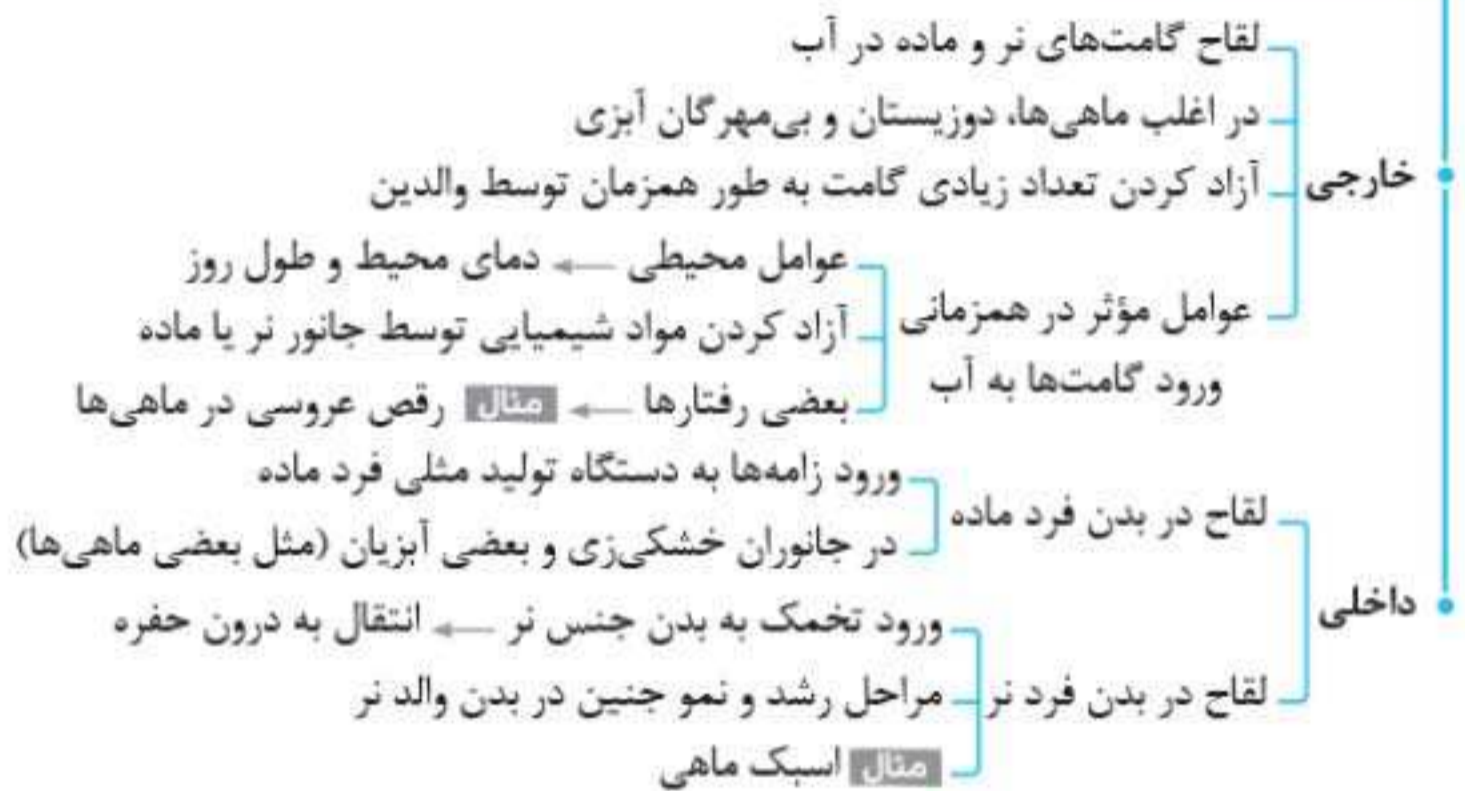 خارجی
لقاح گامت‌های نر و ماده در آب
در اغلب ماهی‌ها، دوزیستان و بی‌مهرگان آبزی
آزاد کردن تعداد زیادی گامت به طور همزمان توسط والدین
عوامل مؤثر در همزمانی
ورود گامت‌ها به آب
عوامل محیطی ← دمای محیط و طول روز
آزاد کردن مواد شیمیایی توسط جانور نر یا ماده
بعضی رفتارها ← مثال رقص عروسی در ماهی‌ها
داخلی
لقاح در بدن فرد ماده
ورود زامه‌ها به دستگاه تولید مثلی فرد ماده
در جانوران خشکی‌زی و بعضی آبزیان (مثل بعضی ماهی‌ها)
لقاح در بدن فرد نر
ورود تخمک به بدن جنس نر ← انتقال به درون حفره
مراحل رشد و نمو جنین در بدن والد نر
مثال اسبک ماهی